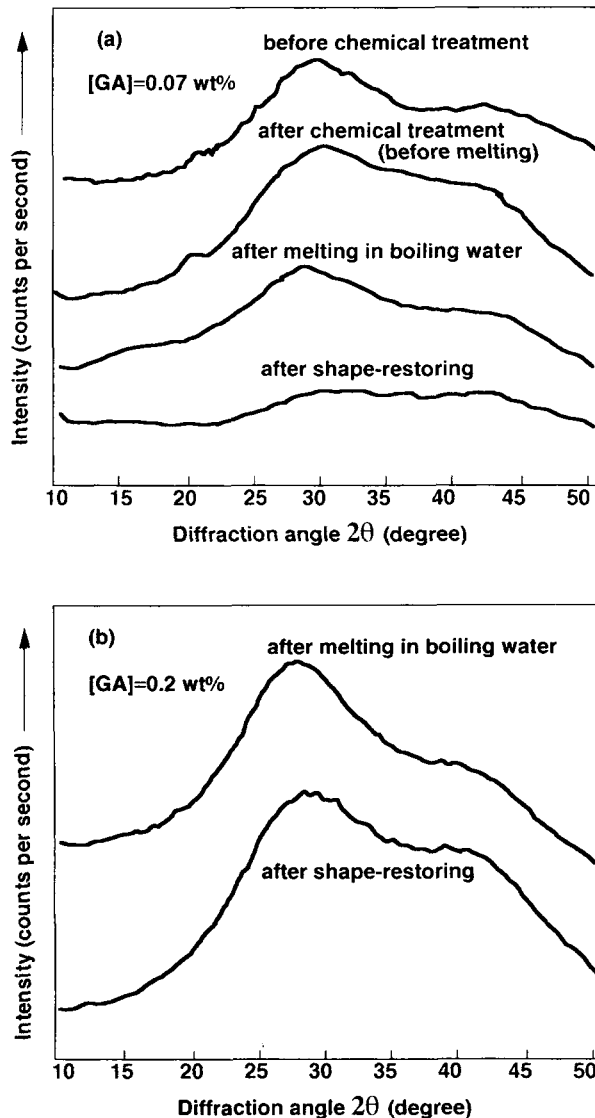 (a)
before chemical treatment
[GA]=0.07 wt%
after chemical treatment
(before melting)
after melting in boiling water
after shape-restoring
Intensity (counts per second)
10 15 20 25 30 35 40 45 50
Diffraction angle 2θ (degree)
(b)
after melting in boiling water
[GA]=0.2 wt%
after shape-restoring
Intensity (counts per second)
10 15 20 25 30 35 40 45 50
Diffraction angle 2θ (degree)